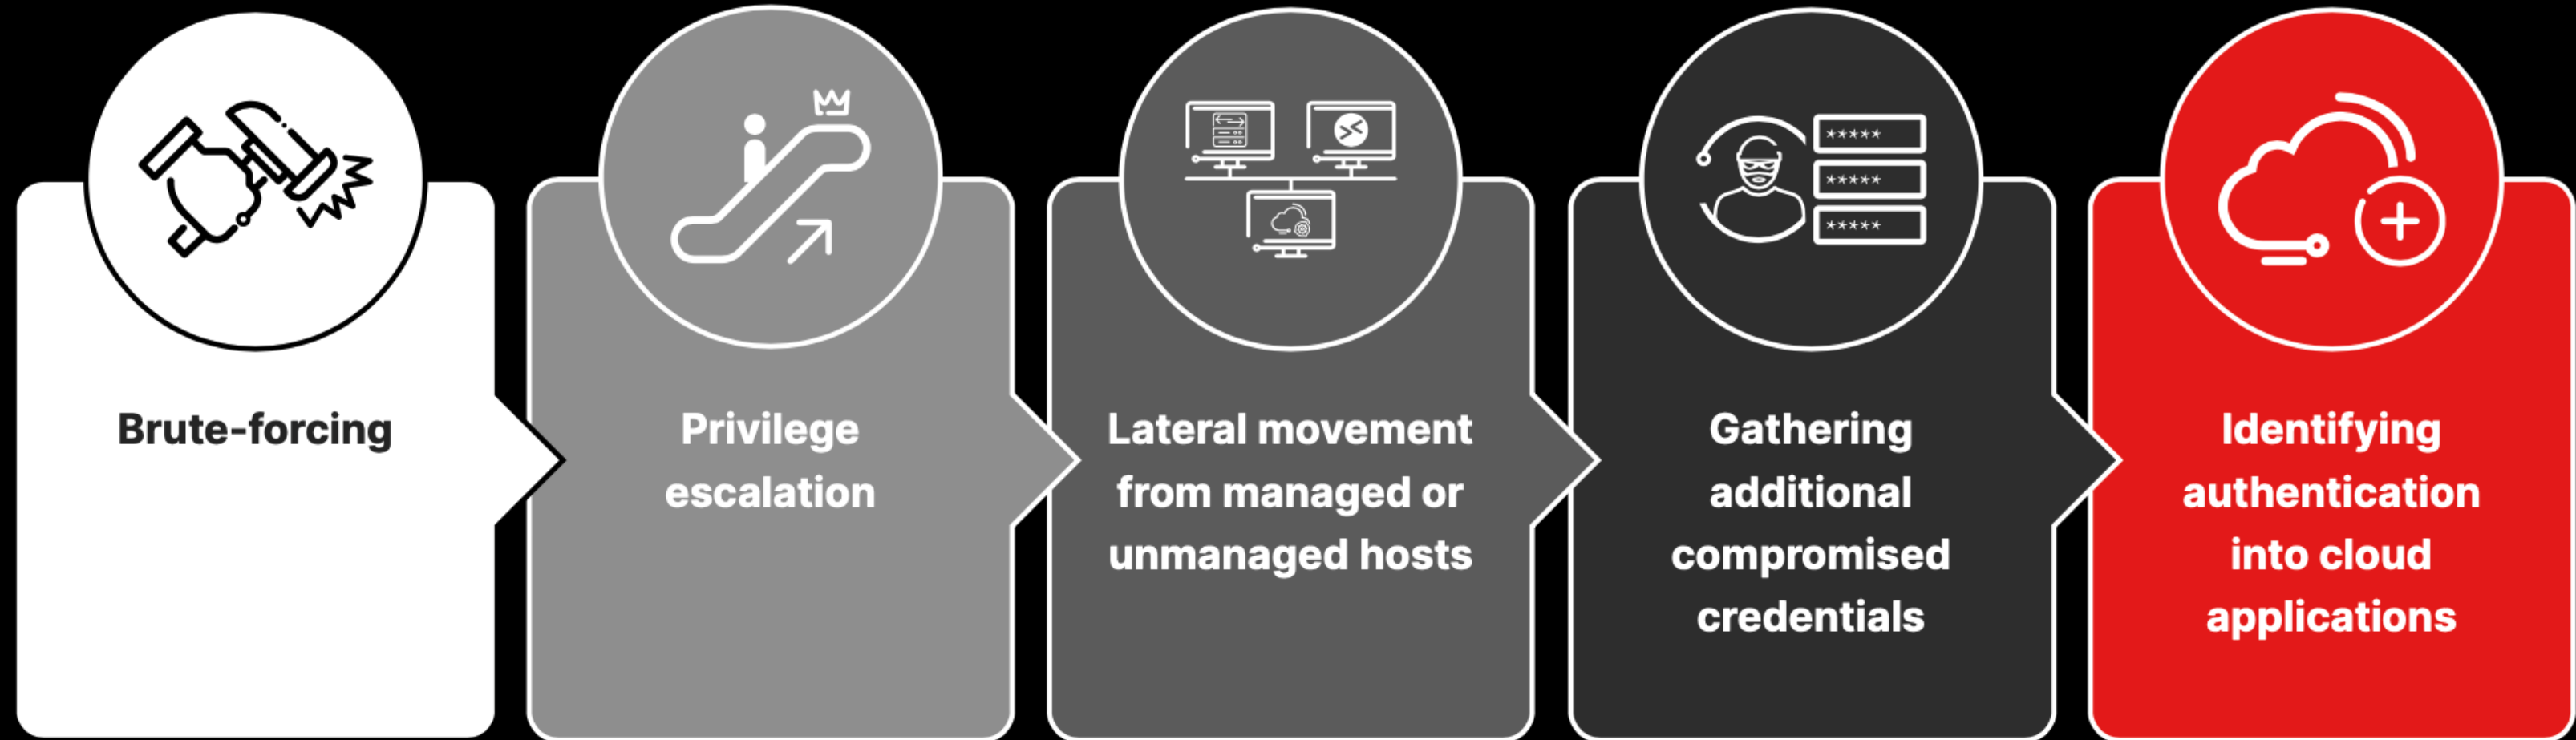 Brute-forcing
Privilege
escalation
Lateral movement
from managed or
unmanaged hosts
*****
*****
*****
Gathering
additional
compromised
credentials
Identifying
authentication
into cloud
applications